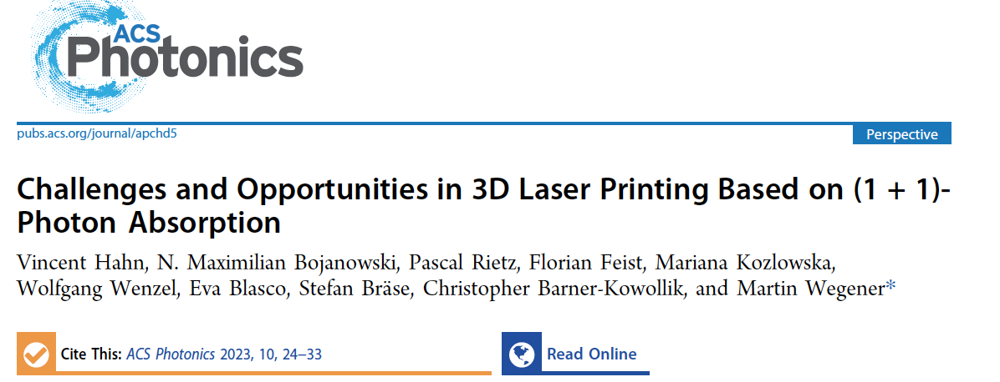 ACS
Photonics
pubs.acs.org/journal/apchd5
Perspective
Challenges and Opportunities in 3D Laser Printing Based on (1 + 1)-
Photon Absorption
Vincent Hahn, N. Maximilian Bojanowski, Pascal Rietz, Florian Feist, Mariana Kozlowska,
Wolfgang Wenzel, Eva Blasco, Stefan Bräse, Christopher Barner-Kowollik, and Martin Wegener*
Cite This: ACS Photonics 2023, 10, 24–33
Read Online